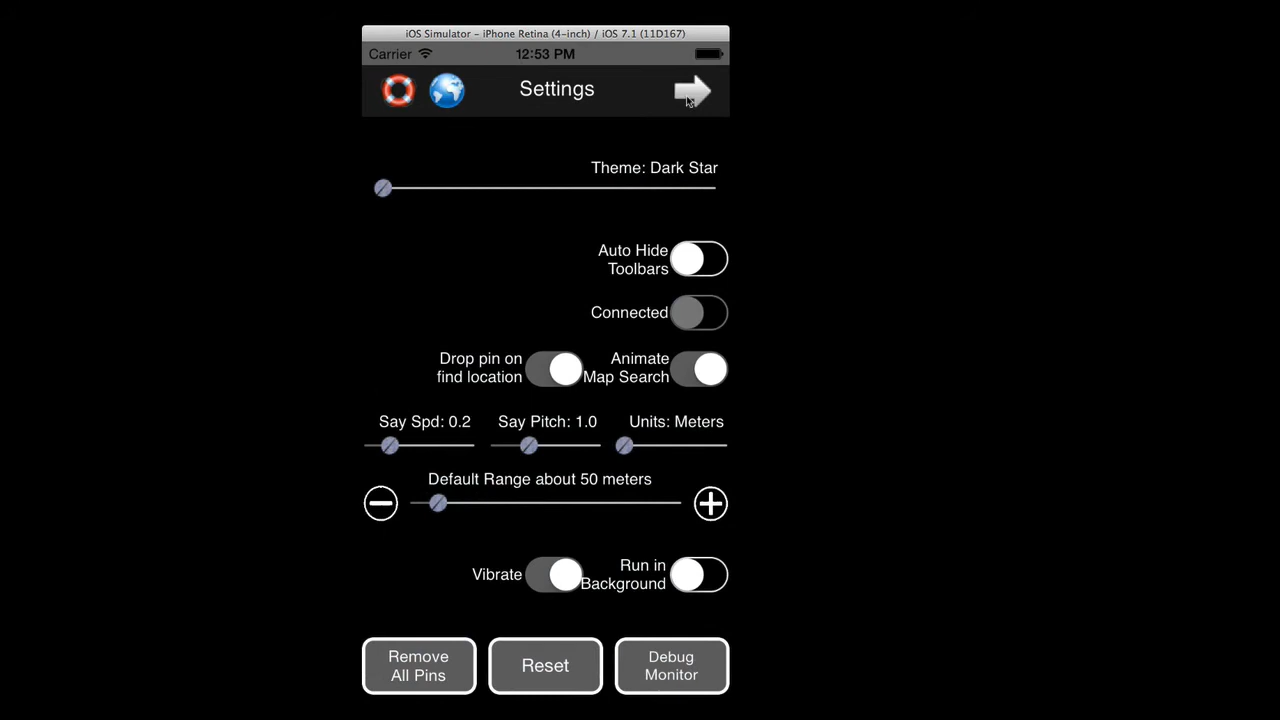 iOS Simulator - iPhone Retina (4-inch) / iOS 7.1 (11D167)
Carrier 12:53 PM
Settings
Theme: Dark Star
Auto Hide
Toolbars
Connected
Drop pin on
find location
Animate
Map Search
Say Spd: 0.2
Say Pitch: 1.0
Units: Meters
Default Range about 50 meters
Vibrate
Run in
Background
Remove
All Pins
Reset
Debug
Monitor